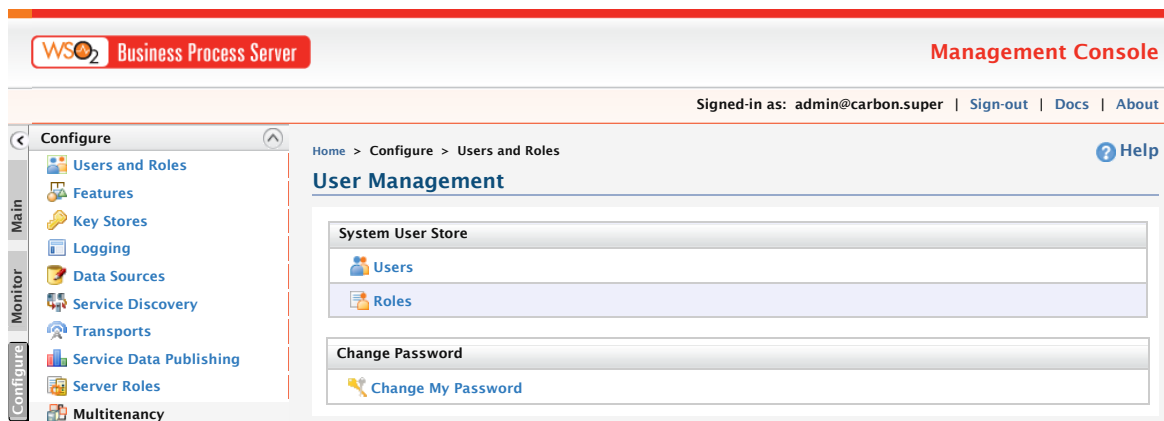 WSO2 Business Process Server
Management Console
Signed-in as: admin@carbon.super | Sign-out | Docs | About
Main
Monitor
Configure
Configure
Users and Roles
Features
Key Stores
Logging
Data Sources
Service Discovery
Transports
Service Data Publishing
Server Roles
Multitenancy
Home > Configure > Users and Roles
Help
User Management
System User Store
Users
Roles
Change Password
Change My Password